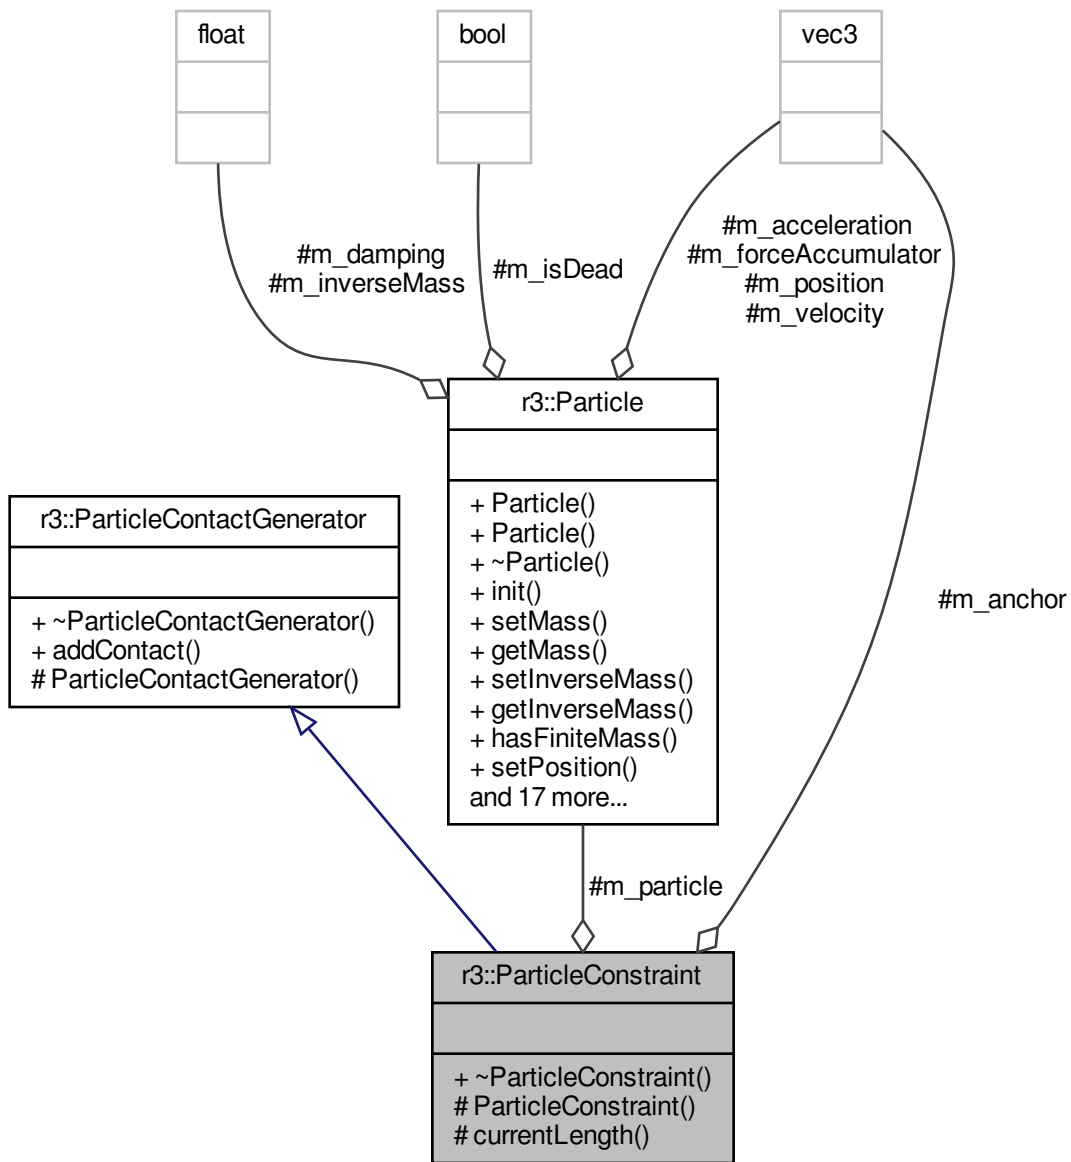 float
bool
vec3
#m_acceleration
#m_forceAccumulator
#m_position
#m_velocity
#m_damping
#m_inverseMass
#m_isDead
r3::Particle
+ Particle()
+ Particle()
+ ~Particle()
+ init()
+ setMass()
+ getMass()
+ setInverseMass()
+ getInverseMass()
+ hasFiniteMass()
+ setPosition()
and 17 more...
r3::ParticleContactGenerator
+ ~ParticleContactGenerator()
+ addContact()
# ParticleContactGenerator()
#m_anchor
#m_particle
r3::ParticleConstraint
+ ~ParticleConstraint()
# ParticleConstraint()
# currentLength()